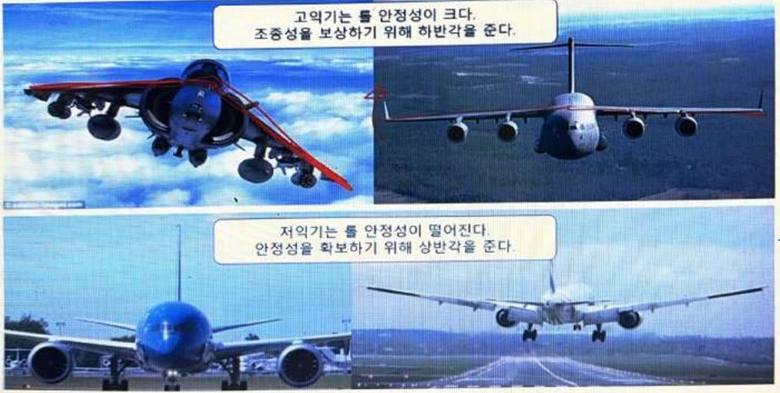 고익기는 롤 안정성이 크다.
조종성을 보상하기 위해 하반각을 준다.
저익기는 롤 안정성이 떨어진다.
안정성을 확보하기 위해 상반각을 준다.